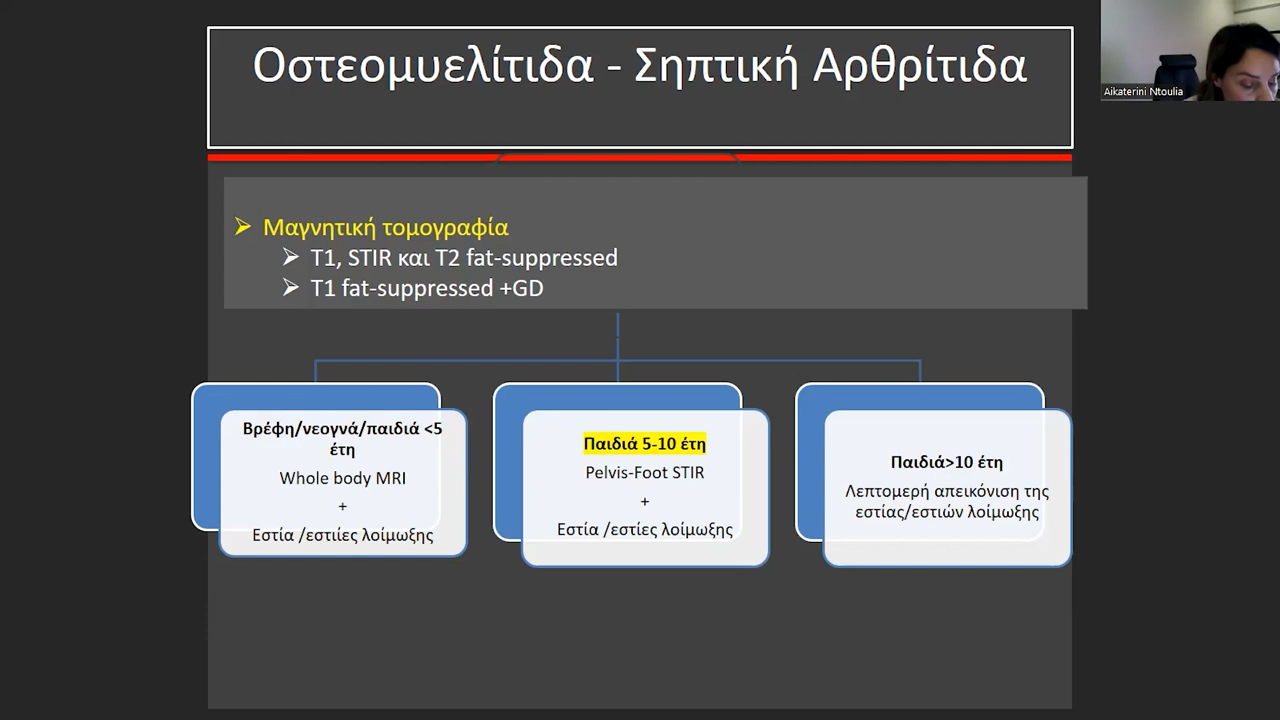 Οστεομυελίτιδα - Σηπτική Αρθρίτιδα
Aikaterini Ntoulia
Μαγνητική τομογραφία
T1, STIR και T2 fat-suppressed
T1 fat-suppressed +GD
Βρέφη/νεογνά/παιδιά <5
έτη
Whole body MRI
+
Εστία /εστιίες λοίμωξης
Παιδιά 5-10 έτη
Pelvis-Foot STIR
+
Εστία /εστίες λοίμωξης
Παιδιά>10 έτη
Λεπτομερή απεικόνιση της
εστίας/εστιών λοίμωξης